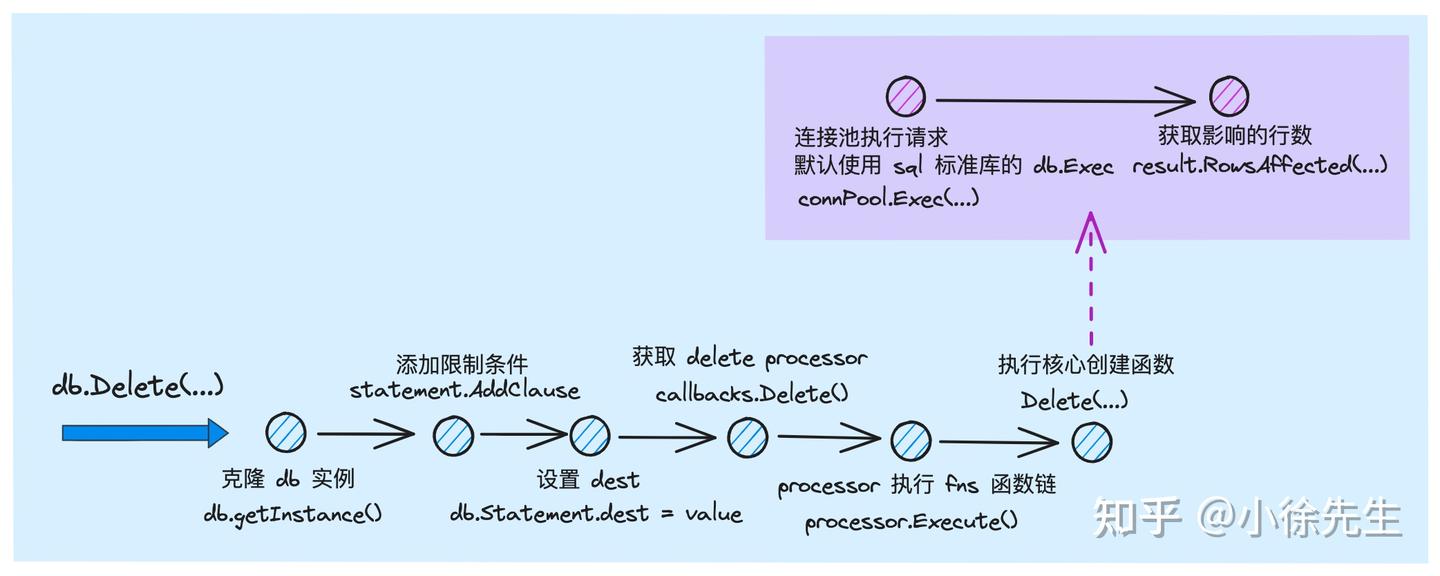 连接池执行请求
默认使用 sql 标准库的 db.Exec
connPool.Exec(...)
获取影响的行数
result.RowsAffected(...)
db.Delete(...)
克隆 db 实例
db.getInstance()
添加限制条件
statement.AddClause
设置 dest
db.Statement.dest = value
获取 delete processor
callbacks.Delete()
processor 执行 fns 函数链
processor.Execute()
执行核心创建函数
Delete(...)
知乎 @小徐先生